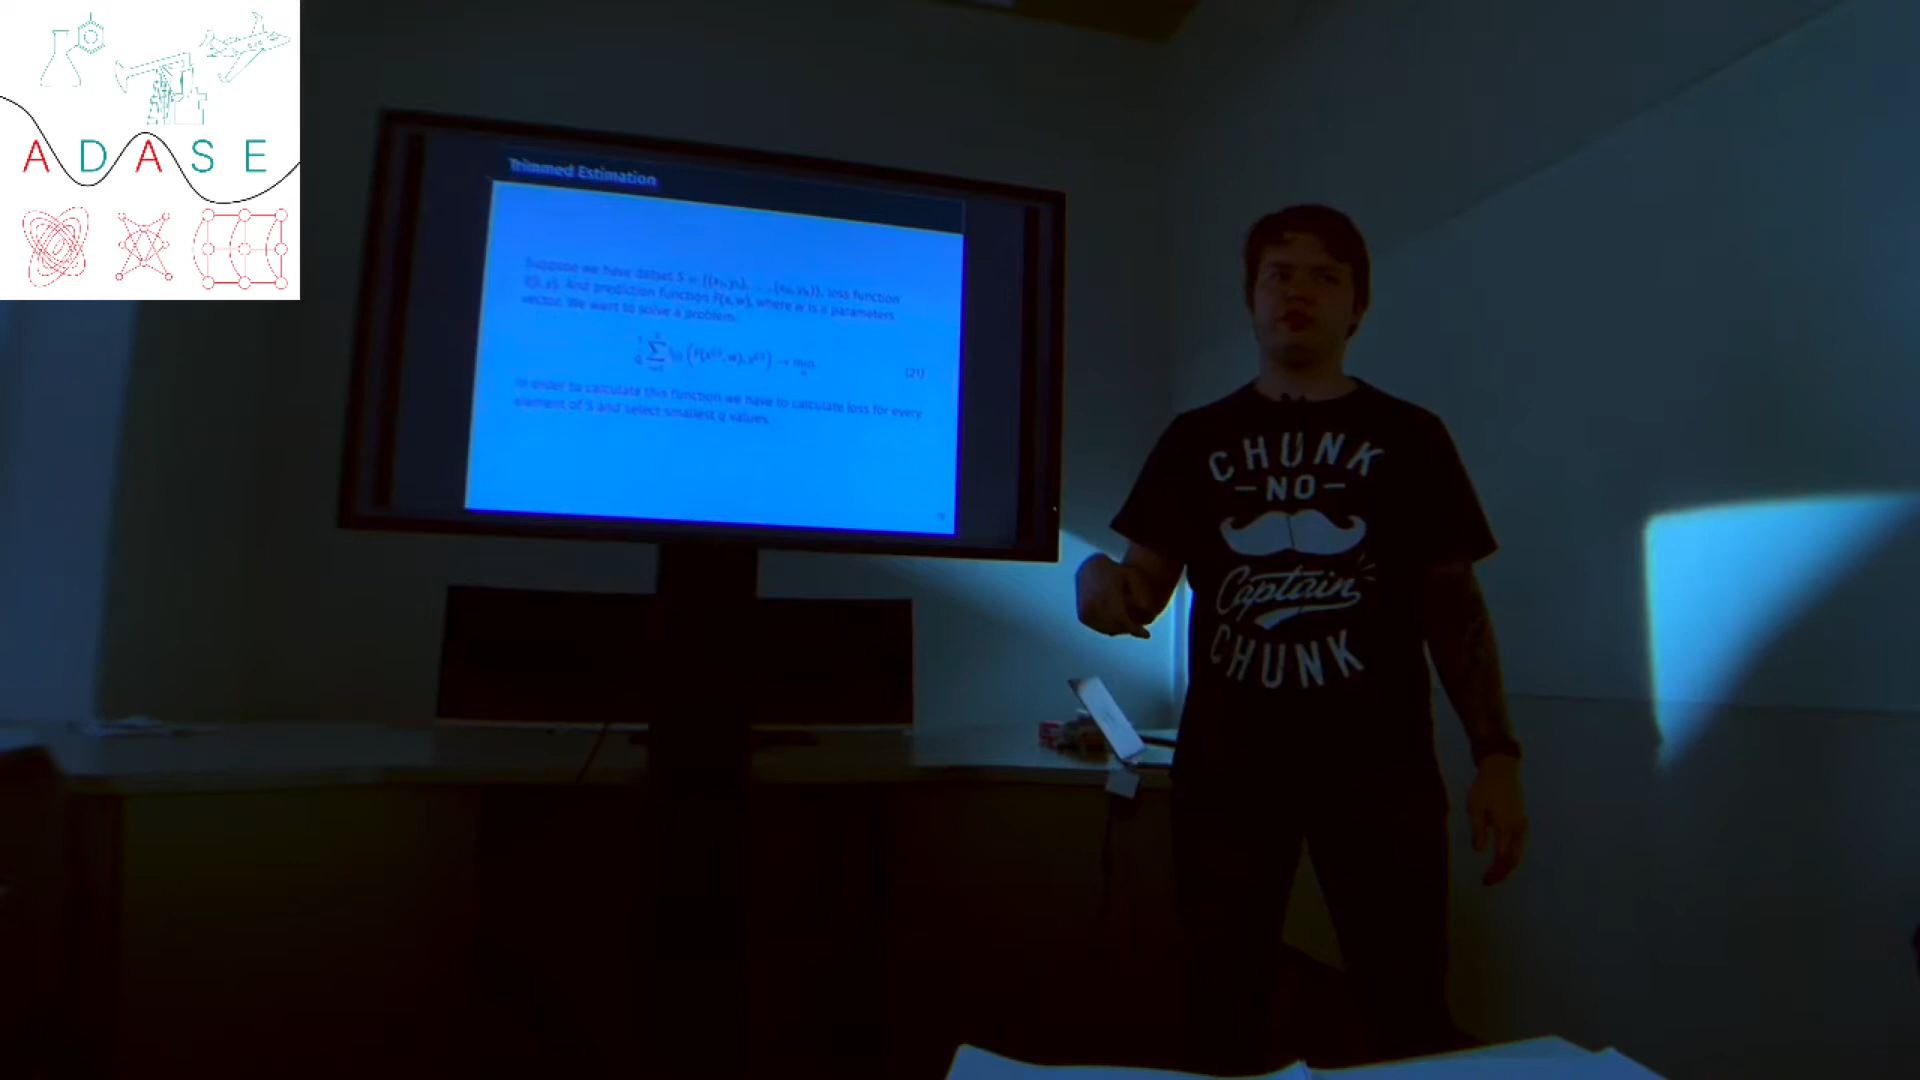 A D A S E
Trimmed Estimation
Suppose we have datset S = {(x₁, y₁), . . . , (xₙ, yₙ)}, loss function
And prediction function F(x, w), where w is a parameters
vector. We want to solve a problem:
(21)
In order to calculate this function we have to calculate loss for every
element of S and select smallest q values.
CHUNK
-NO-
Captain
CHUNK